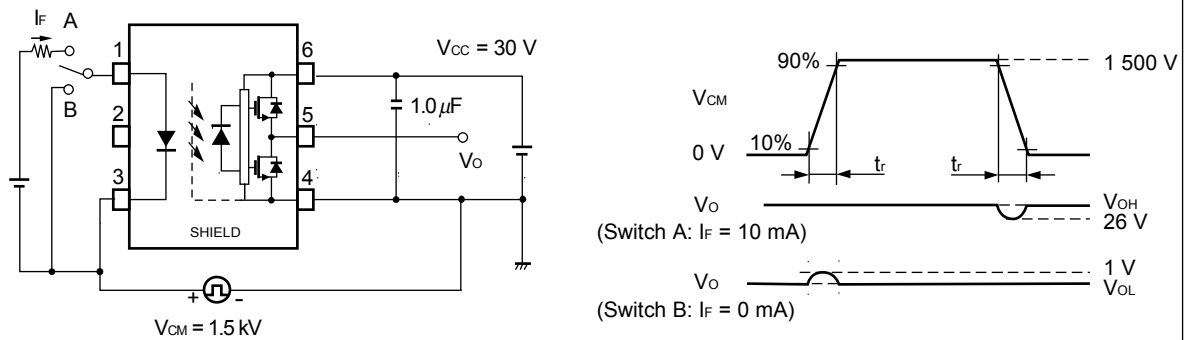 IF
A
B
1
2
3
6
5
4
VCC = 30 V
1.0 μF
VO
SHIELD
+ -
VCM = 1.5 kV
90%
1 500 V
VCM
10%
0 V
tr
tr
VO
VOH
26 V
(Switch A: IF = 10 mA)
1 V
VO
VOL
(Switch B: IF = 0 mA)